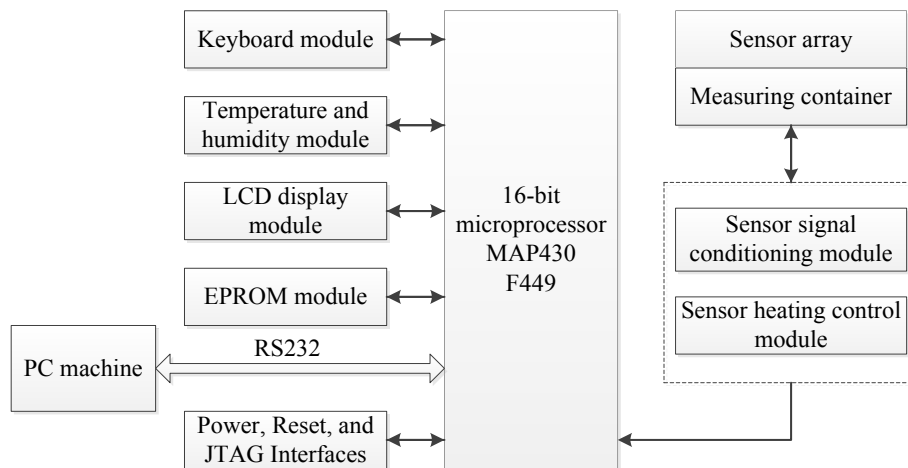 Keyboard module
Temperature and
humidity module
LCD display
module
EPROM module
RS232
PC machine
Power, Reset, and
JTAG Interfaces
16-bit
microprocessor
MAP430
F449
Sensor array
Measuring container
Sensor signal
conditioning module
Sensor heating control
module